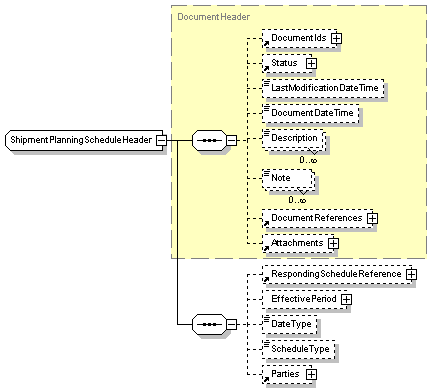 DocumentHeader
DocumentIds
Status
LastModificationDateTime
DocumentDateTime
Description
0..∞
Note
0..∞
DocumentReferences
Attachments
ShipmentPlanningScheduleHeader
RespondingScheduleReference
EffectivePeriod
DateType
ScheduleType
Parties